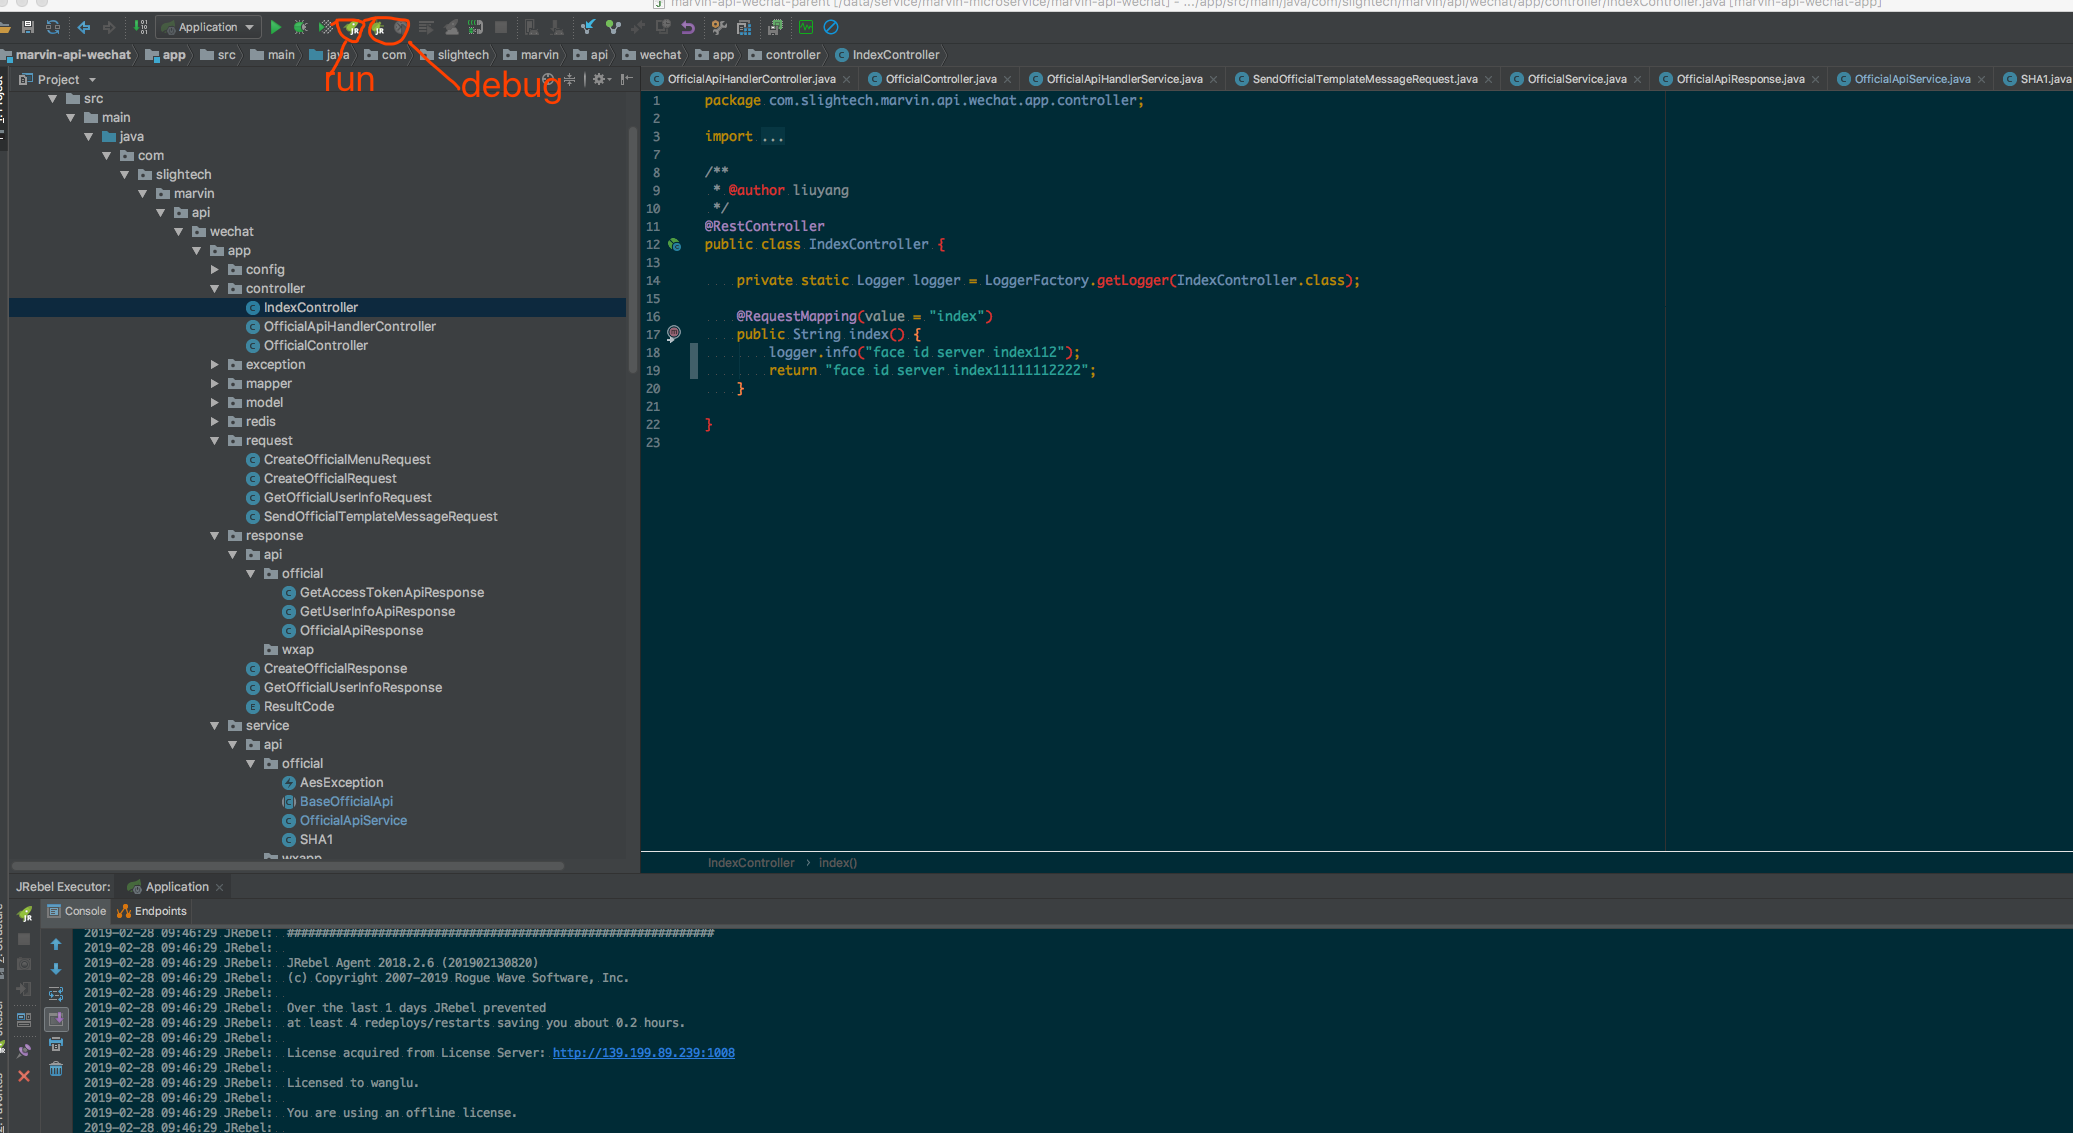 marvin-api-wechat-parent [/data/service/marvin-microservice/marvin-api-wechat] - .../app/src/main/java/com/slightech/marvin/api/wechat/app/controller/IndexController.java [marvin-api-wechat-app]
Application
marvin-api-wechat app src main java com slightech marvin api wechat app controller IndexController
run
debug
Project
OfficialApiHandlerController.java OfficialController.java OfficialApiHandlerService.java SendOfficialTemplateMessageRequest.java OfficialService.java OfficialApiResponse.java OfficialApiService.java SHA1.java
src
main
java
com
slightech
marvin
api
wechat
app
config
controller
IndexController
OfficialApiHandlerController
OfficialController
exception
mapper
model
redis
request
CreateOfficialMenuRequest
CreateOfficialRequest
GetOfficialUserInfoRequest
SendOfficialTemplateMessageRequest
response
api
official
GetAccessTokenApiResponse
GetUserInfoApiResponse
OfficialApiResponse
wxap
CreateOfficialResponse
GetOfficialUserInfoResponse
ResultCode
service
api
official
AesException
BaseOfficialApi
OfficialApiService
SHA1
1 package com.slightech.marvin.api.wechat.app.controller;
2
3 import ...
7
8 /**
9 * @author liuyang
10 */
11 @RestController
12 public class IndexController {
13
14 private static Logger logger = LoggerFactory.getLogger(IndexController.class);
15
16 @RequestMapping(value = "index")
17 public String index() {
18 logger.info("face id server index112");
19 return "face id server index11111112222";
20 }
21
22 }
23
IndexController › index()
JRebel Executor: Application
Console Endpoints
2019-02-28 09:46:29 JRebel: #############################################################
2019-02-28 09:46:29 JRebel:
2019-02-28 09:46:29 JRebel: JRebel Agent 2018.2.6 (201902130820)
2019-02-28 09:46:29 JRebel: (c) Copyright 2007-2019 Rogue Wave Software, Inc.
2019-02-28 09:46:29 JRebel:
2019-02-28 09:46:29 JRebel: Over the last 1 days JRebel prevented
2019-02-28 09:46:29 JRebel: at least 4 redeploys/restarts saving you about 0.2 hours.
2019-02-28 09:46:29 JRebel:
2019-02-28 09:46:29 JRebel: License acquired from License Server: http://139.199.89.239:1008
2019-02-28 09:46:29 JRebel:
2019-02-28 09:46:29 JRebel: Licensed to wanglu.
2019-02-28 09:46:29 JRebel:
2019-02-28 09:46:29 JRebel: You are using an offline license.
2019-02-28 09:46:29 JRebel: